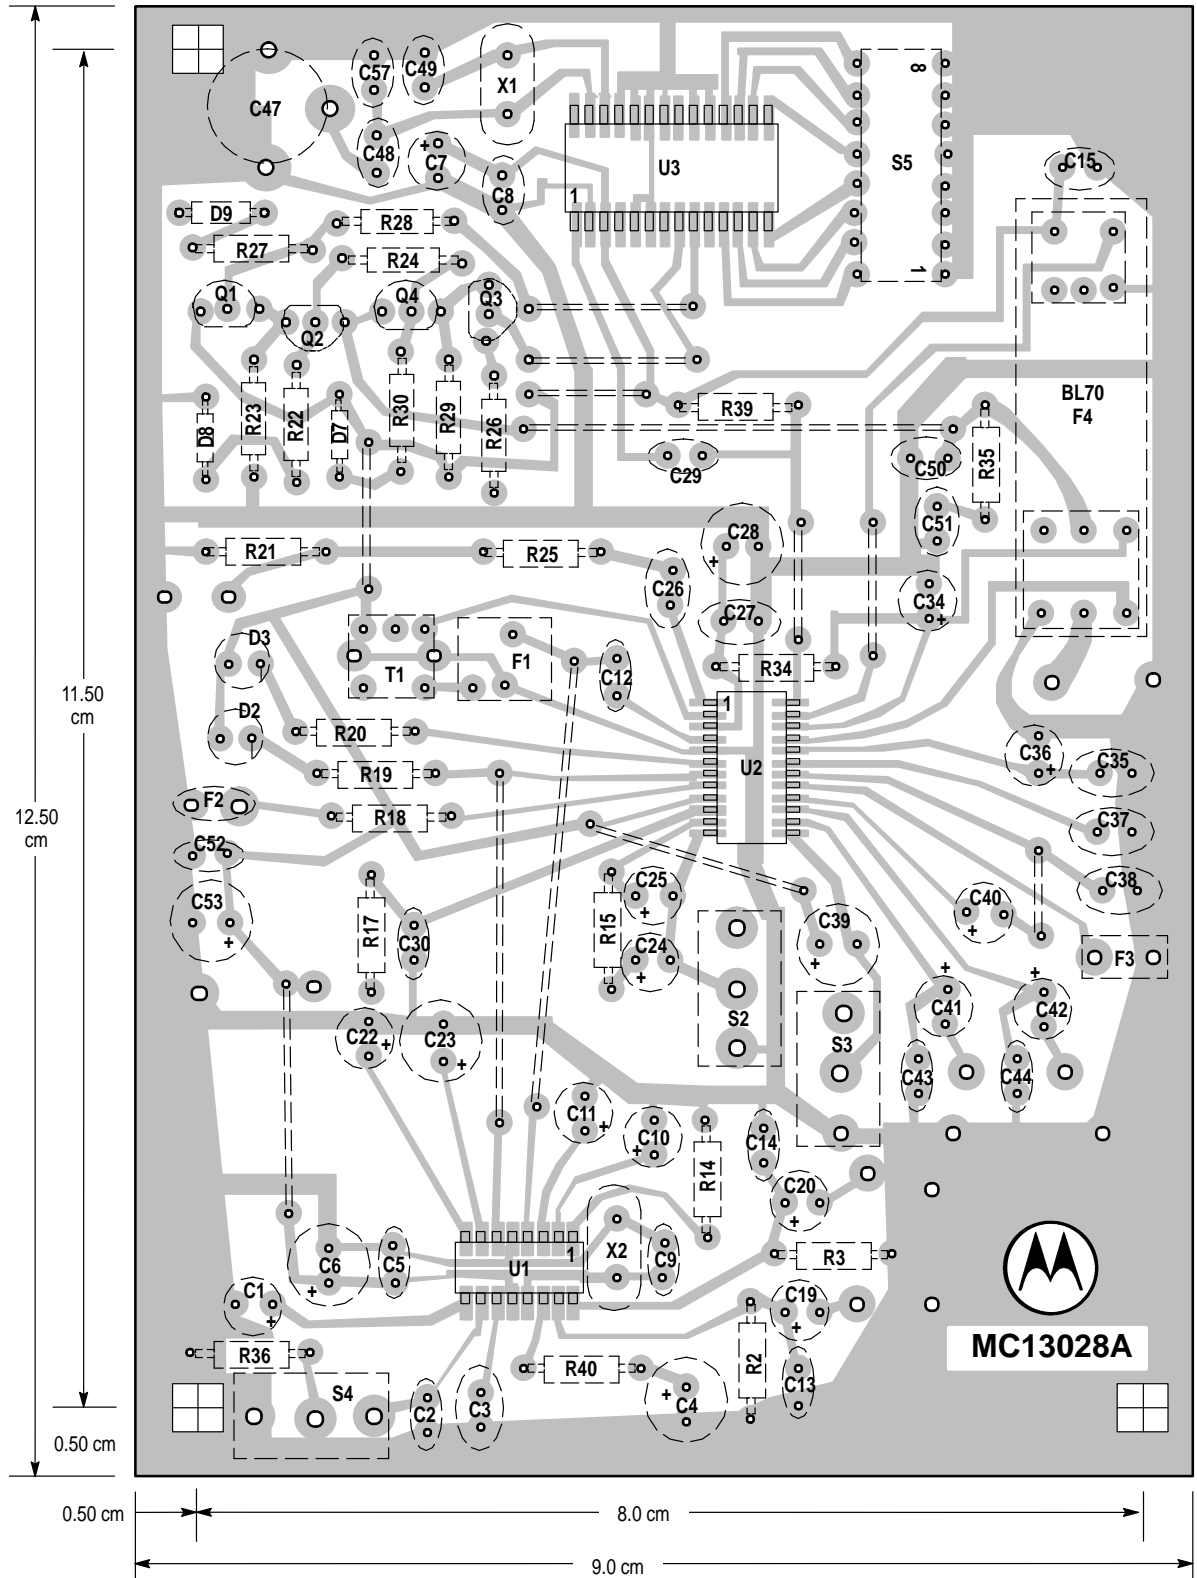 C57
C49
X1
C47
C48
+
C7
C8
U3
1
S5
8
1
C15
D9
R28
R27
R24
Q1
Q2
Q4
Q3
BL70
F4
D8
R23
R22
D7
R30
R29
R26
R39
C29
C50
R35
C51
R21
R25
C28
+
C26
C27
C34
+
D3
T1
F1
C12
R34
11.50
cm
1
D2
R20
R19
U2
C36
+
C35
12.50
cm
F2
R18
C37
C52
C53
+
C25
+
C38
R17
C30
R15
C24
+
C39
+
C40
+
F3
S2
+
C41
+
C42
C22
+
C23
+
S3
C43
C44
C11
+
C10
+
C14
R14
C20
+
X2
C9
R3
C6
+
C5
U1
1
C1
+
C19
+
MC13028A
R36
R40
R2
C13
S4
C2
C3
+
C4
0.50 cm
0.50 cm
8.0 cm
9.0 cm